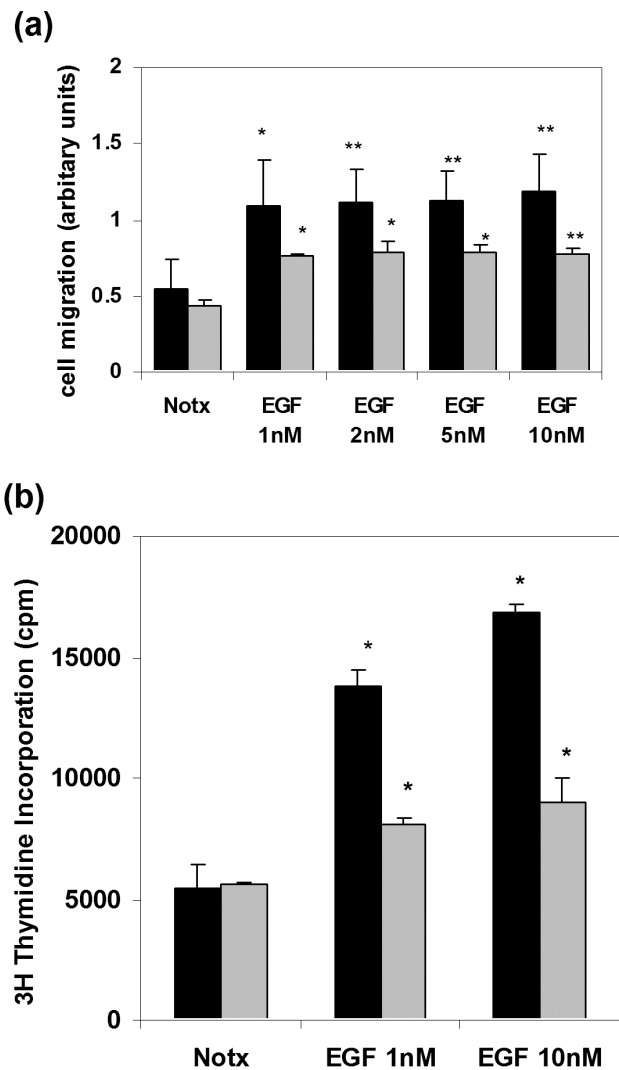 (a)
cell migration (arbitary units)
2
1.5
1
0.5
0
* * ** * ** * ** **
Notx EGF EGF EGF EGF
1nM 2nM 5nM 10nM
(b)
3H Thymidine Incorporation (cpm)
20000
15000
10000
5000
0
* * * *
Notx EGF 1nM EGF 10nM